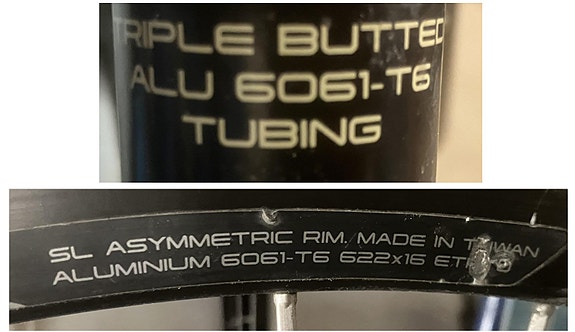 TRIPLE BUTTED
ALU 6061-T6
TUBING
SL ASYMMETRIC RIM. MADE IN TAIWAN
ALUMINIUM 6061-T6 622x16